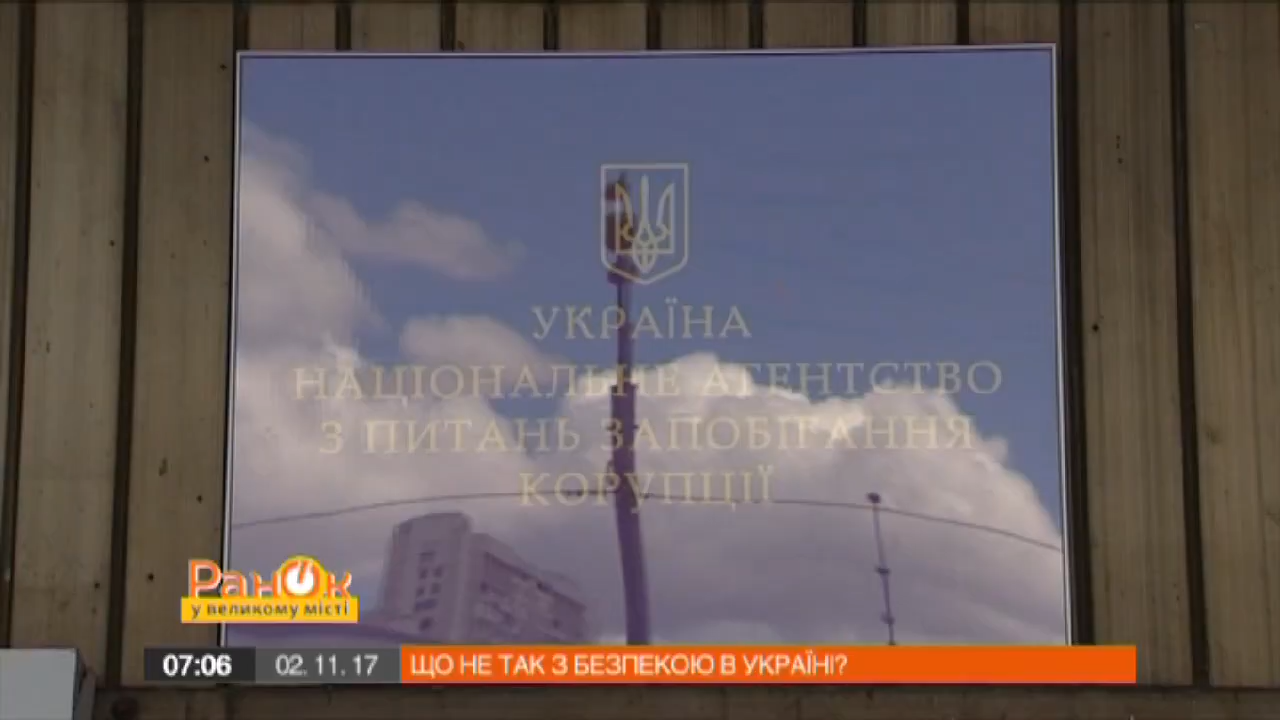 УКРАЇНА
НАЦІОНАЛЬНЕ АГЕНТСТВО
З ПИТАНЬ ЗАПОБІГАННЯ
КОРУПЦІЇ
Ранок
у великому місті
07:06 02.11.17 ЩО НЕ ТАК З БЕЗПЕКОЮ В УКРАЇНІ?